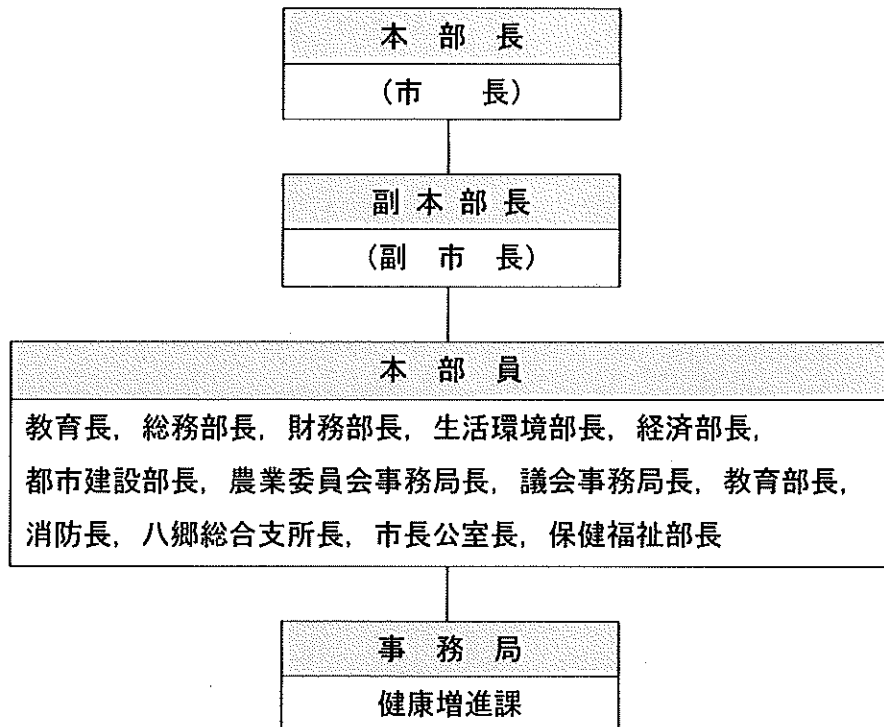 本部長
(市長)
副本部長
(副市長)
本部員
教育長，総務部長，財務部長，生活環境部長，経済部長，
都市建設部長，農業委員会事務局長，議会事務局長，教育部長，
消防長，八郷総合支所長，市長公室長，保健福祉部長
事務局
健康増進課